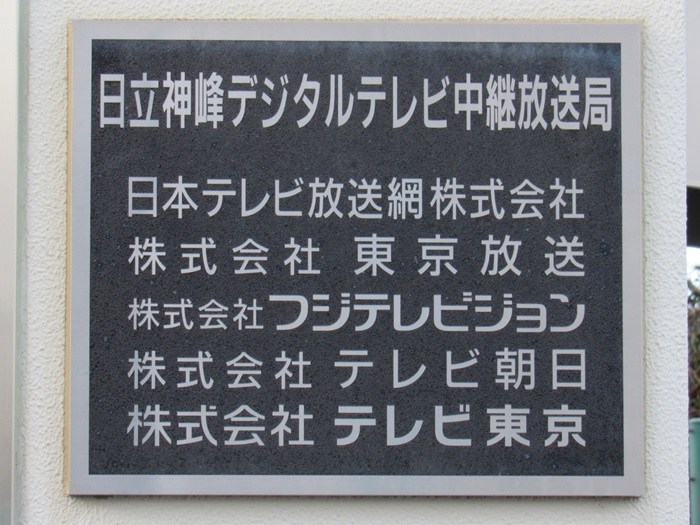 日立神峰デジタルテレビ中継放送局
日本テレビ放送網株式会社
株式会社 東京放送
株式会社フジテレビジョン
株式会社 テレビ朝日
株式会社 テレビ東京